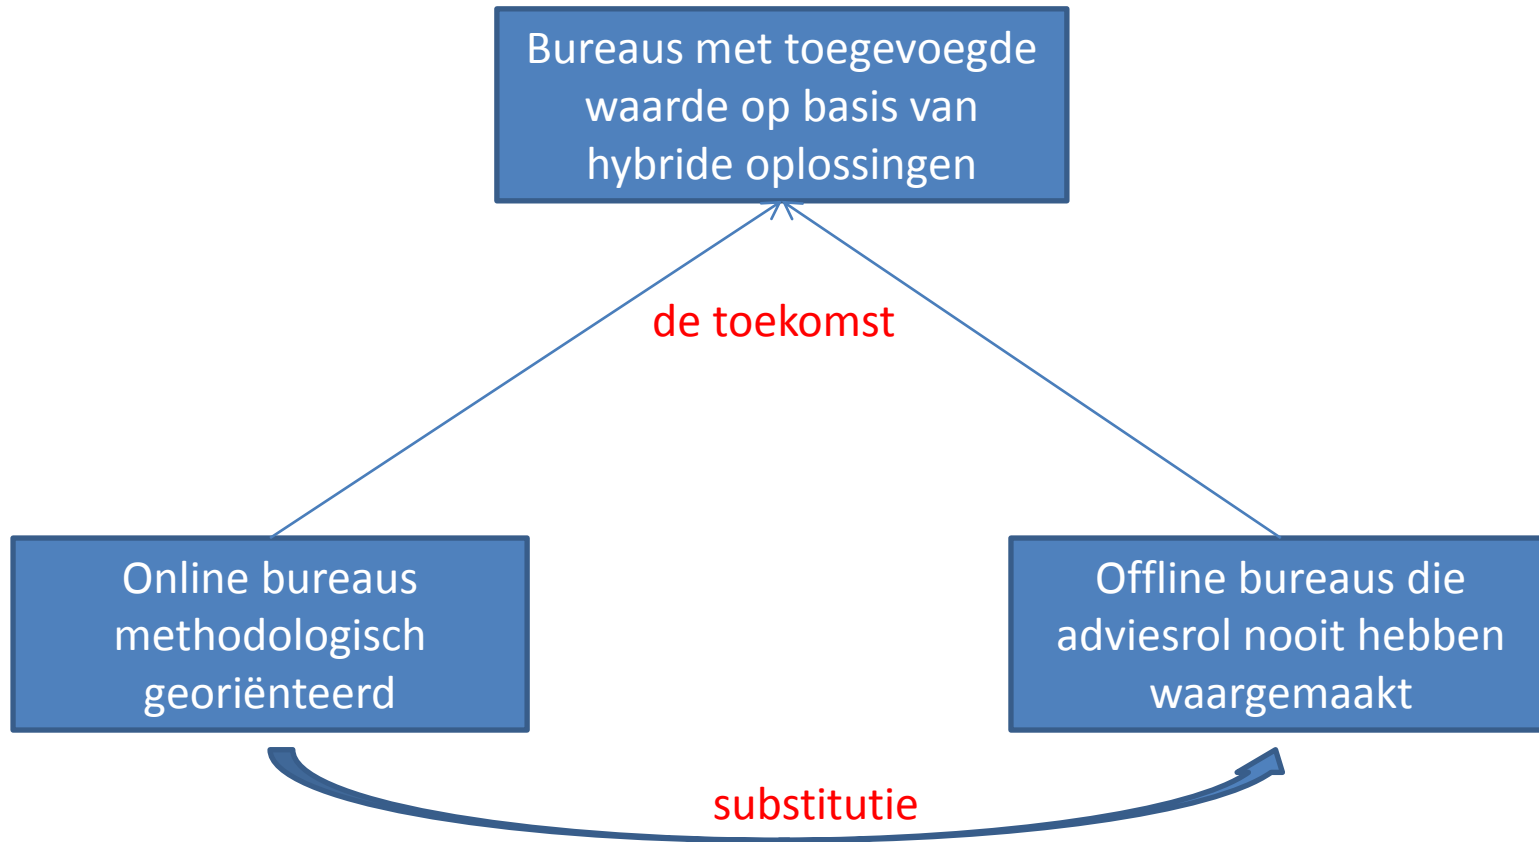 Bureaus met toegevoegde
waarde op basis van
hybride oplossingen
de toekomst
Online bureaus
methodologisch
georiënteerd
Offline bureaus die
adviesrol nooit hebben
waargemaakt
substitutie